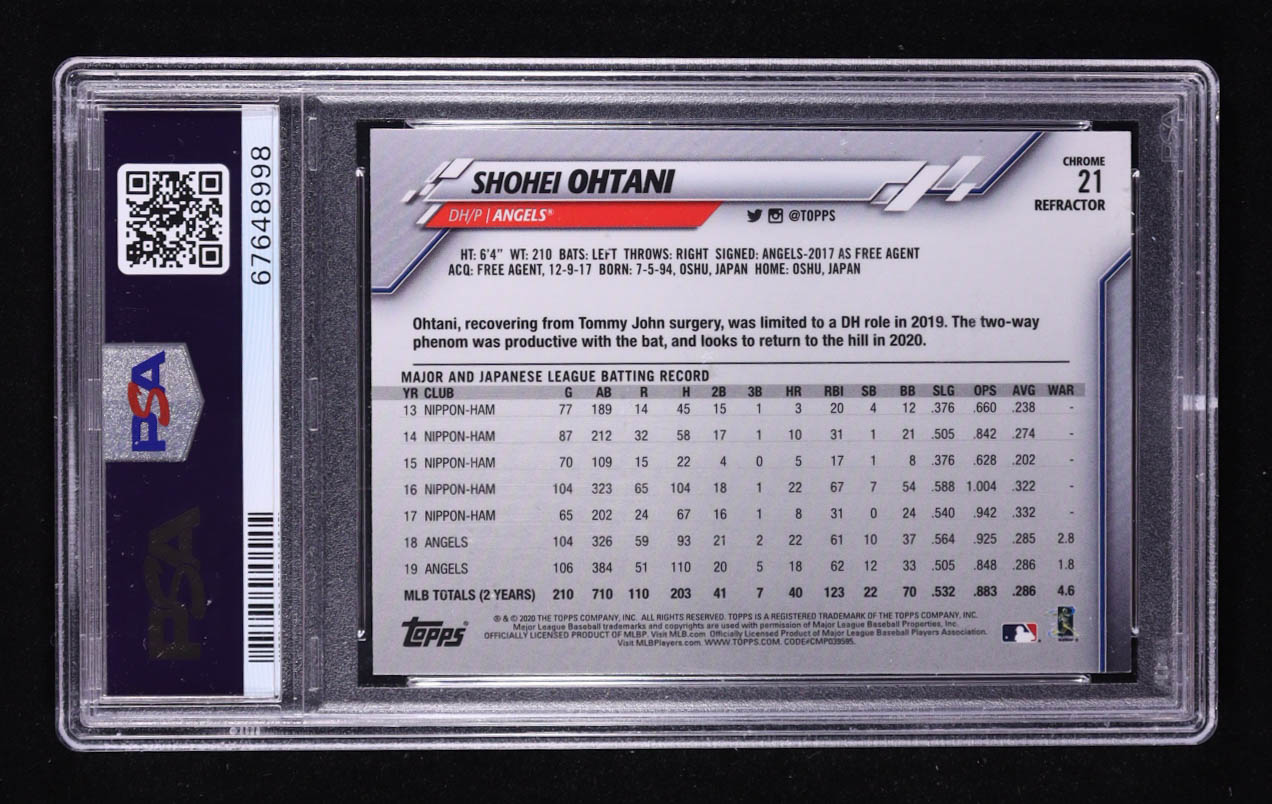 67648998
PSA
PSA
SHOHEI OHTANI
DH/P | ANGELS®
@TOPPS
CHROME
21
REFRACTOR
HT: 6'4" WT: 210 BATS: LEFT THROWS: RIGHT SIGNED: ANGELS-2017 AS FREE AGENT
ACQ: FREE AGENT, 12-9-17 BORN: 7-5-94, OSHU, JAPAN HOME: OSHU, JAPAN
Ohtani, recovering from Tommy John surgery, was limited to a DH role in 2019. The two-way
phenom was productive with the bat, and looks to return to the hill in 2020.
MAJOR AND JAPANESE LEAGUE BATTING RECORD
YR CLUB G AB R H 2B 3B HR RBI SB BB SLG OPS AVG WAR
13 NIPPON-HAM 77 189 14 45 15 1 3 20 4 12 .376 .660 .238 -
14 NIPPON-HAM 87 212 32 58 17 1 10 31 1 21 .505 .842 .274 -
15 NIPPON-HAM 70 109 15 22 4 0 5 17 1 8 .376 .628 .202 -
16 NIPPON-HAM 104 323 65 104 18 1 22 67 7 54 .588 1.004 .322 -
17 NIPPON-HAM 65 202 24 67 16 1 8 31 0 24 .540 .942 .332 -
18 ANGELS 104 326 59 93 21 2 22 61 10 37 .564 .925 .285 2.8
19 ANGELS 106 384 51 110 20 5 18 62 12 33 .505 .848 .286 1.8
MLB TOTALS (2 YEARS) 210 710 110 203 41 7 40 123 22 70 .532 .883 .286 4.6
TOPPS®
® & © 2020 THE TOPPS COMPANY, INC. ALL RIGHTS RESERVED. TOPPS IS A REGISTERED TRADEMARK OF THE TOPPS COMPANY, INC.
Major League Baseball trademarks and copyrights are used with permission of Major League Baseball Properties, Inc.
OFFICIALLY LICENSED PRODUCT OF MLBP. Visit MLB.com Officially Licensed Product of Major League Baseball Players Association.
Visit MLBPlayers.com. WWW.TOPPS.COM. CODE#CMP039595.